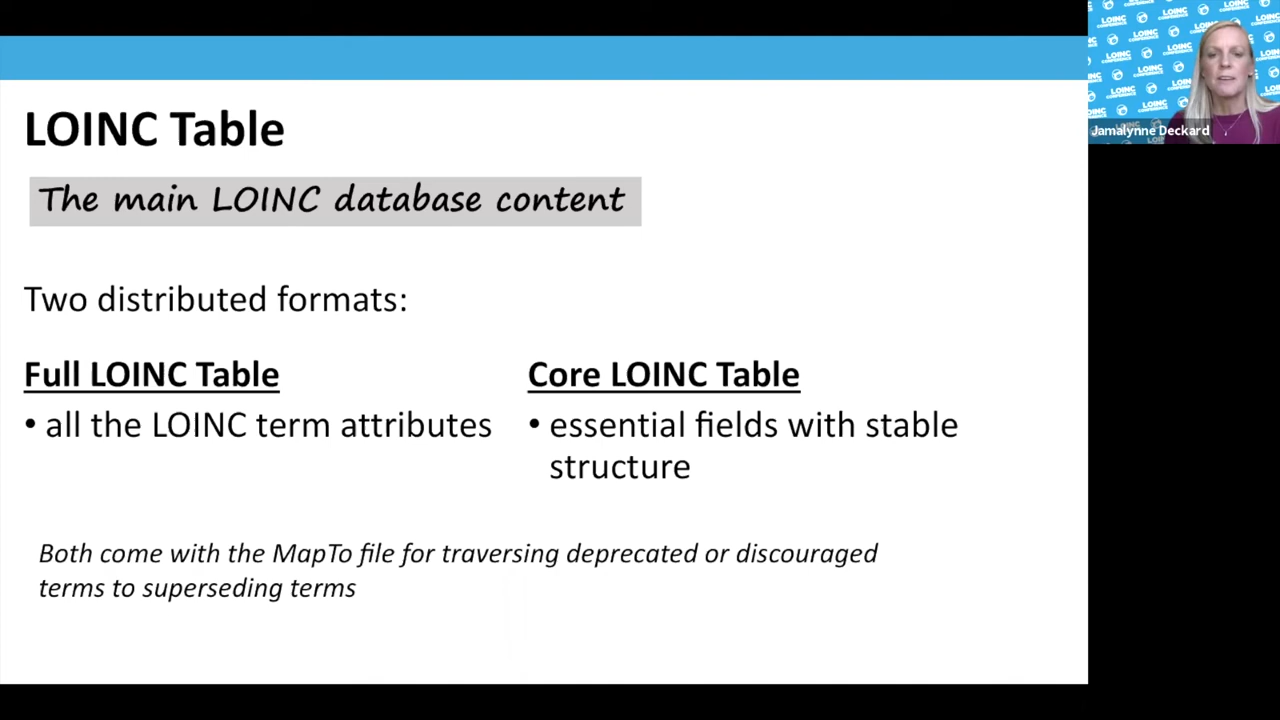 LOINC Table
The main LOINC database content
Two distributed formats:
Full LOINC Table
• all the LOINC term attributes
Core LOINC Table
• essential fields with stable
structure
Both come with the MapTo file for traversing deprecated or discouraged
terms to superseding terms
LOINC
CONFERENCE
Jamalynne Deckard